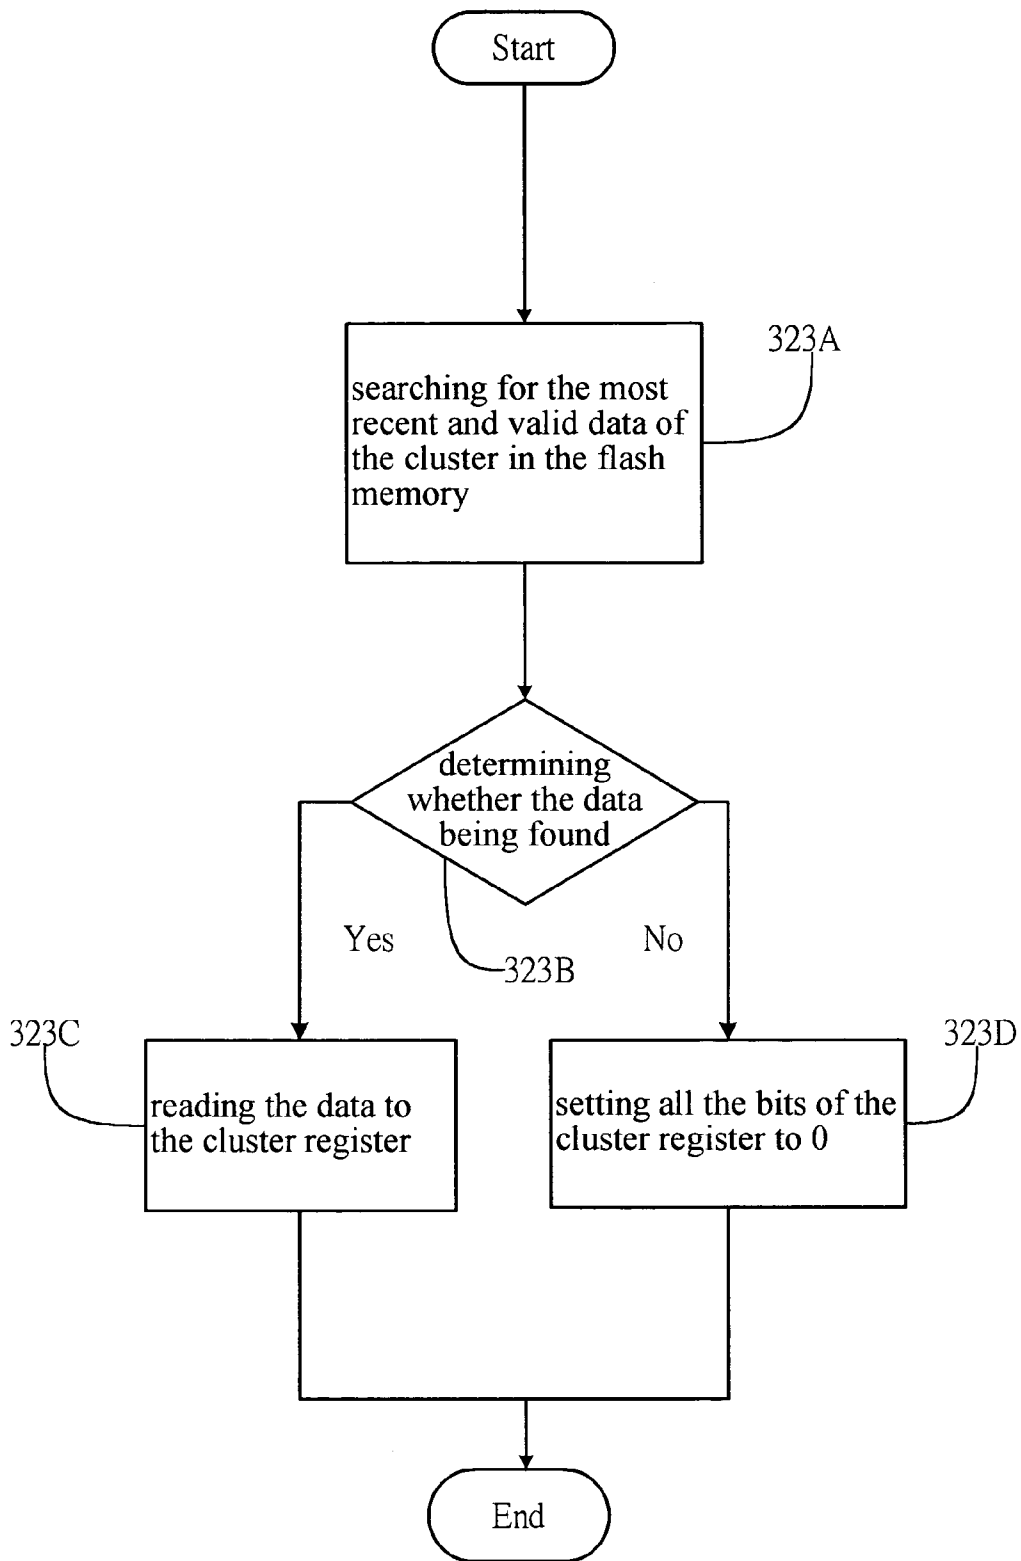 Start
323A
searching for the most
recent and valid data of
the cluster in the flash
memory
determining
whether the data
being found
Yes
No
323B
323C
323D
reading the data to
the cluster register
setting all the bits of the
cluster register to 0
End